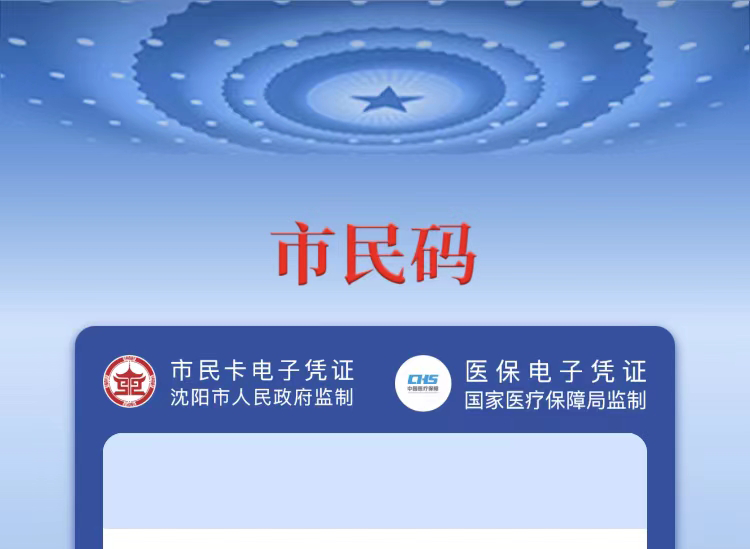 市民码
市民卡电子凭证
沈阳市人民政府监制
CHS
中国医疗保障
医保电子凭证
国家医疗保障局监制